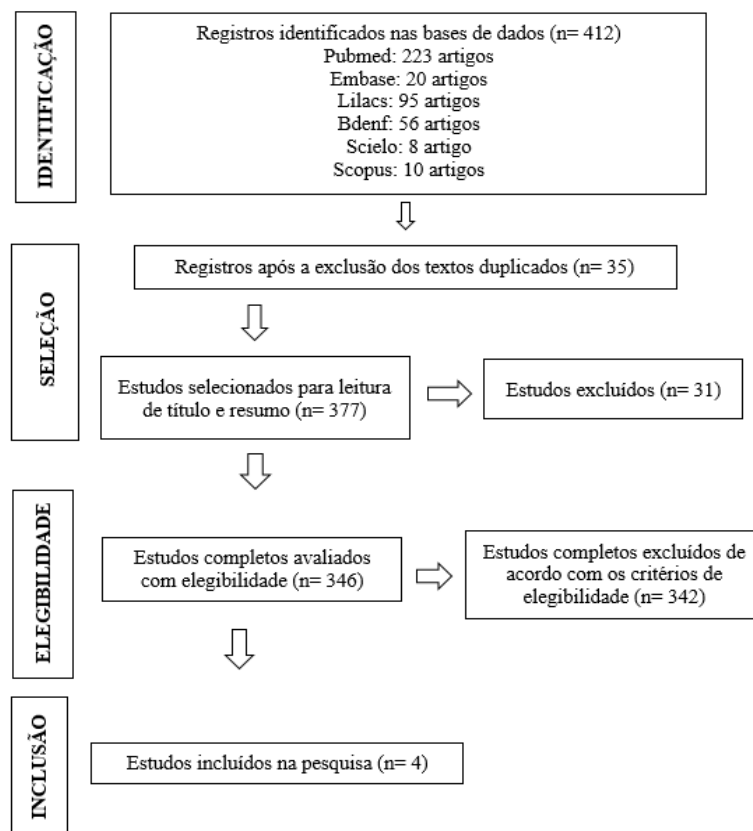 IDENTIFICAÇÃO
Registros identificados nas bases de dados (n= 412)
Pubmed: 223 artigos
Embase: 20 artigos
Lilacs: 95 artigos
Bdenf: 56 artigos
Scielo: 8 artigo
Scopus: 10 artigos
SELEÇÃO
Registros após a exclusão dos textos duplicados (n= 35)
Estudos selecionados para leitura
de título e resumo (n= 377)
Estudos excluídos (n= 31)
ELEGIBILIDADE
Estudos completos avaliados
com elegibilidade (n= 346)
Estudos completos excluídos de
acordo com os critérios de
elegibilidade (n= 342)
INCLUSÃO
Estudos incluídos na pesquisa (n= 4)